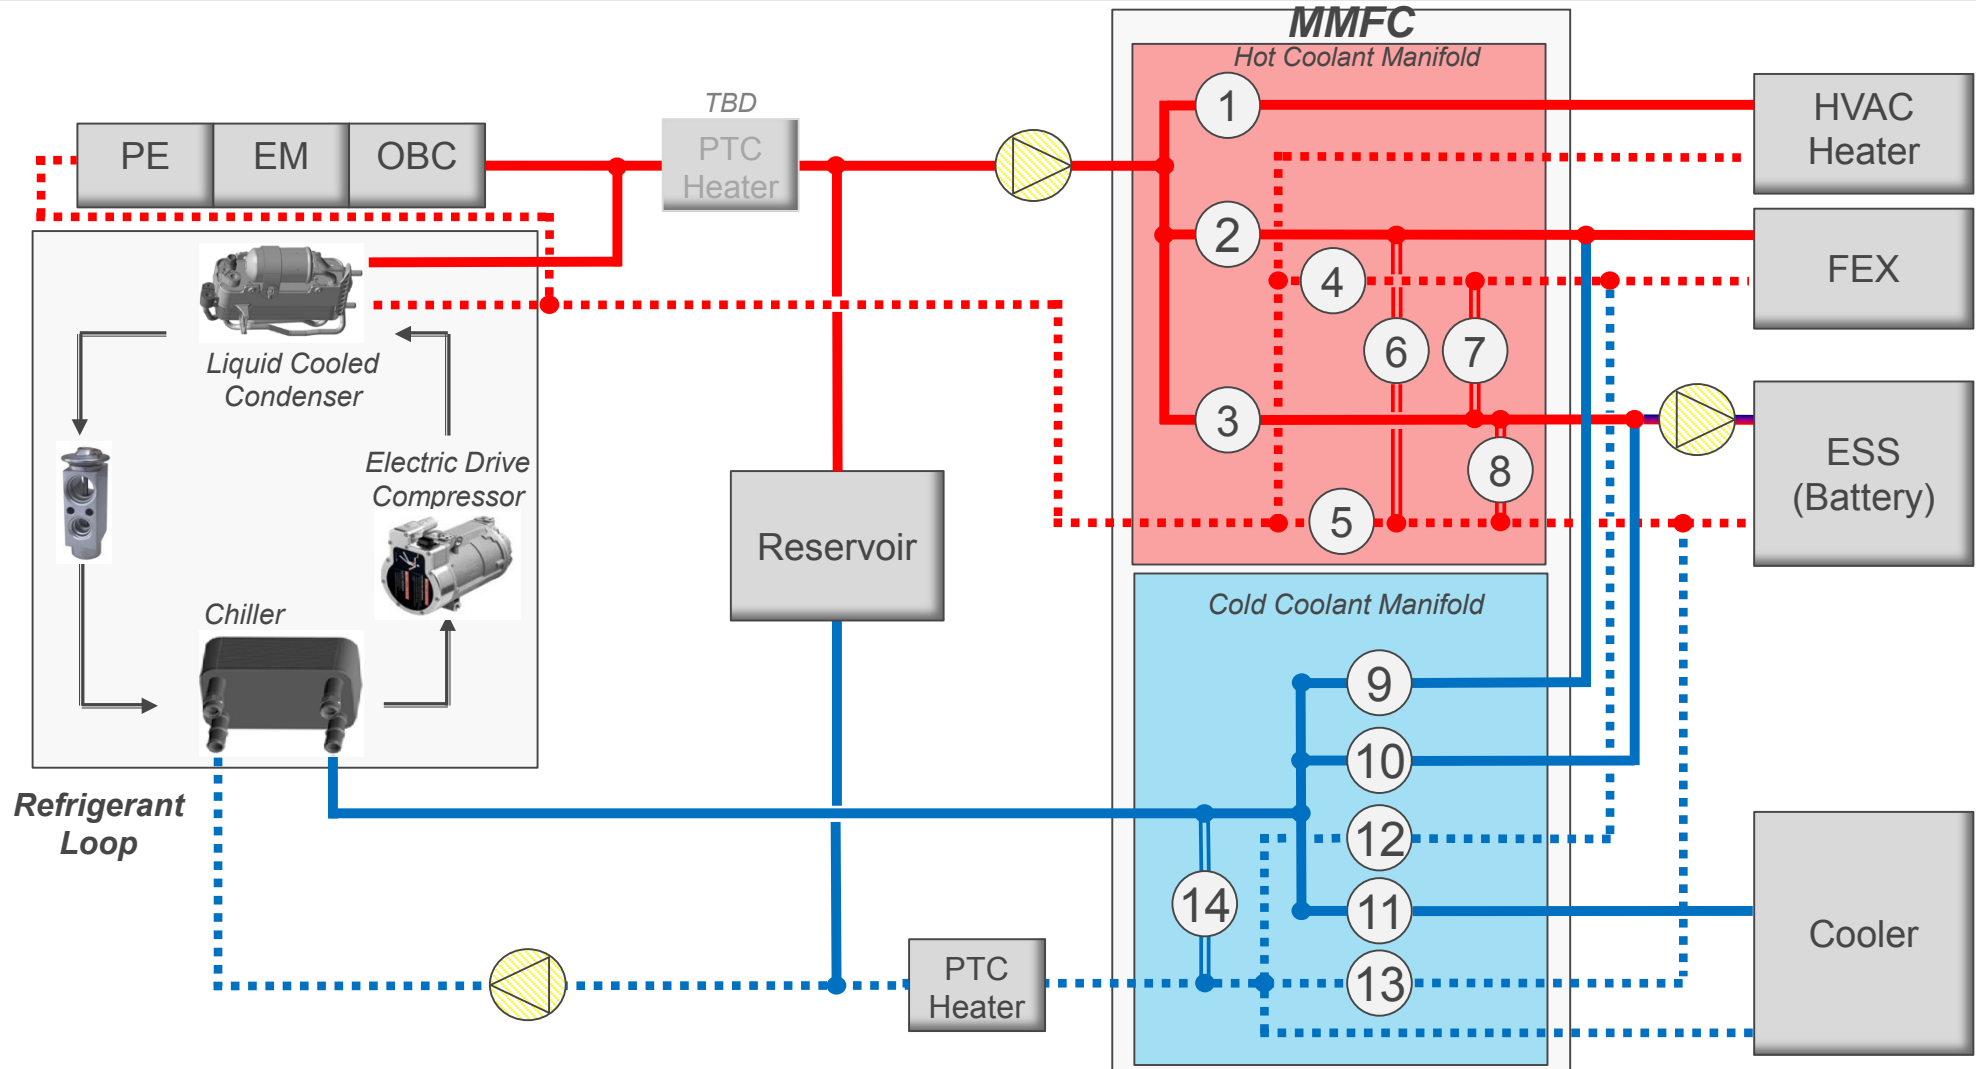 MMFC
Hot Coolant Manifold
TBD
PTC
Heater
PE
EM
OBC
1
HVAC
Heater
2
FEX
4
6
7
Liquid Cooled
Condenser
3
8
ESS
(Battery)
Electric Drive
Compressor
5
Reservoir
Chiller
Cold Coolant Manifold
9
10
Refrigerant
Loop
12
14
11
Cooler
PTC
Heater
13